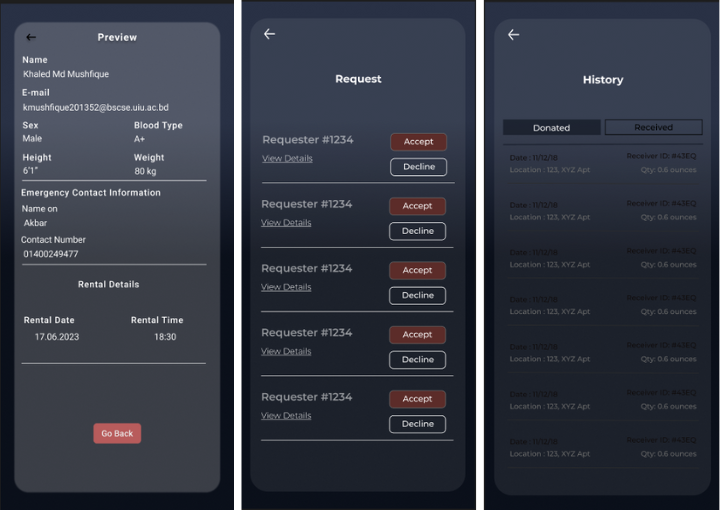 Preview
Name
Khaled Md Mushfique
E-mail
kmushfique201352@bscse.uiu.ac.bd
Sex Blood Type
Male A+
Height Weight
6'1" 80 kg
Emergency Contact Information
Name on
Akbar
Contact Number
01400249477
Rental Details
Rental Date Rental Time
17.06.2023 18:30
Go Back
Request
Requester #1234 Accept
View Details Decline
Requester #1234 Accept
View Details Decline
Requester #1234 Accept
View Details Decline
Requester #1234 Accept
View Details Decline
Requester #1234 Accept
View Details Decline
History
Donated Received
Date : 11/12/18 Receiver ID: #43EQ
Location : 123, XYZ Apt Qty: 0.6 ounces
Date : 11/12/18 Receiver ID: #43EQ
Location : 123, XYZ Apt Qty: 0.6 ounces
Date : 11/12/18 Receiver ID: #43EQ
Location : 123, XYZ Apt Qty: 0.6 ounces
Date : 11/12/18 Receiver ID: #43EQ
Location : 123, XYZ Apt Qty: 0.6 ounces
Date : 11/12/18 Receiver ID: #43EQ
Location : 123, XYZ Apt Qty: 0.6 ounces
Date : 11/12/18 Receiver ID: #43EQ
Location : 123, XYZ Apt Qty: 0.6 ounces
Date : 11/12/18 Receiver ID: #43EQ
Location : 123, XYZ Apt Qty: 0.6 ounces